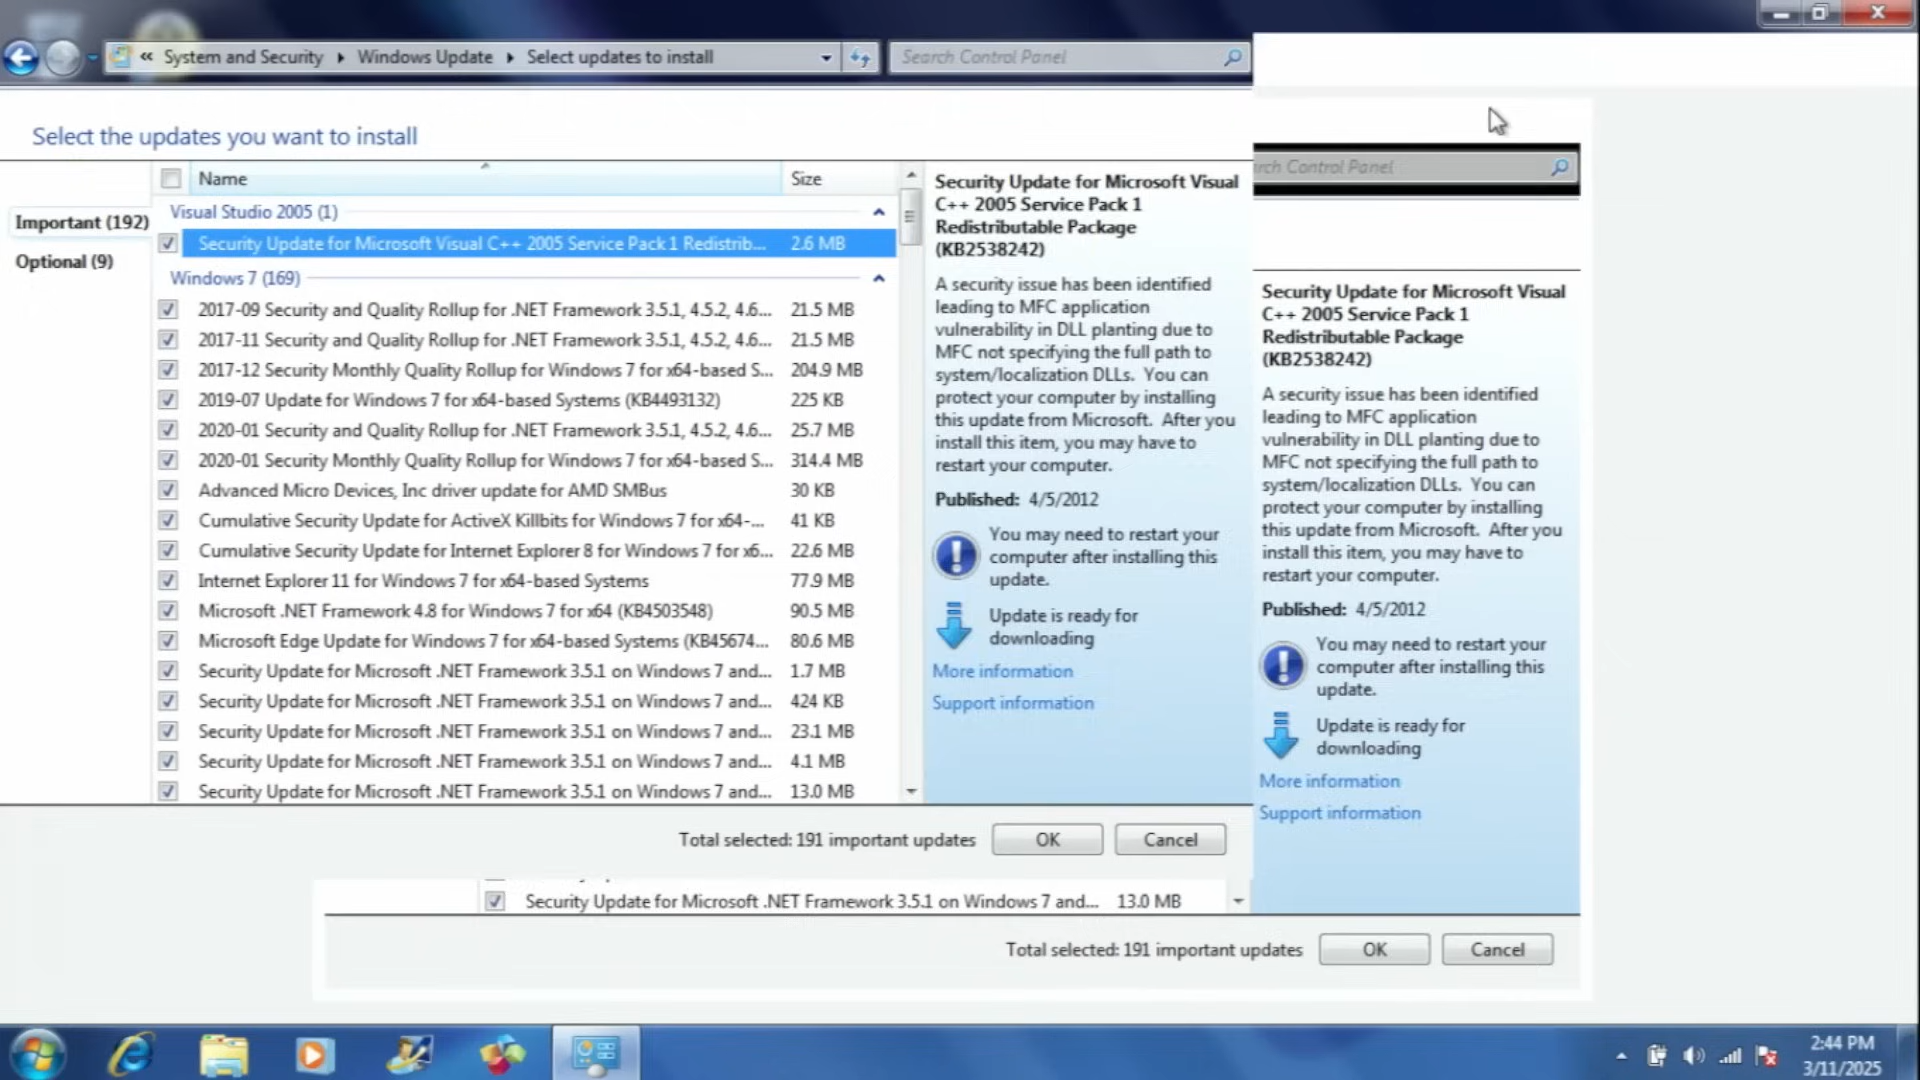 « System and Security ▸ Windows Update ▸ Select updates to install
Search Control Panel
Select the updates you want to install
Important (192)
Optional (9)
Name Size
Visual Studio 2005 (1)
Security Update for Microsoft Visual C++ 2005 Service Pack 1 Redistrib... 2.6 MB
Windows 7 (169)
2017-09 Security and Quality Rollup for .NET Framework 3.5.1, 4.5.2, 4.6... 21.5 MB
2017-11 Security and Quality Rollup for .NET Framework 3.5.1, 4.5.2, 4.6... 21.5 MB
2017-12 Security Monthly Quality Rollup for Windows 7 for x64-based S... 204.9 MB
2019-07 Update for Windows 7 for x64-based Systems (KB4493132) 225 KB
2020-01 Security and Quality Rollup for .NET Framework 3.5.1, 4.5.2, 4.6... 25.7 MB
2020-01 Security Monthly Quality Rollup for Windows 7 for x64-based S... 314.4 MB
Advanced Micro Devices, Inc driver update for AMD SMBus 30 KB
Cumulative Security Update for ActiveX Killbits for Windows 7 for x64-... 41 KB
Cumulative Security Update for Internet Explorer 8 for Windows 7 for x6... 22.6 MB
Internet Explorer 11 for Windows 7 for x64-based Systems 77.9 MB
Microsoft .NET Framework 4.8 for Windows 7 for x64 (KB4503548) 90.5 MB
Microsoft Edge Update for Windows 7 for x64-based Systems (KB45674... 80.6 MB
Security Update for Microsoft .NET Framework 3.5.1 on Windows 7 and... 1.7 MB
Security Update for Microsoft .NET Framework 3.5.1 on Windows 7 and... 424 KB
Security Update for Microsoft .NET Framework 3.5.1 on Windows 7 and... 23.1 MB
Security Update for Microsoft .NET Framework 3.5.1 on Windows 7 and... 4.1 MB
Security Update for Microsoft .NET Framework 3.5.1 on Windows 7 and... 13.0 MB
Security Update for Microsoft Visual
C++ 2005 Service Pack 1
Redistributable Package
(KB2538242)
A security issue has been identified
leading to MFC application
vulnerability in DLL planting due to
MFC not specifying the full path to
system/localization DLLs. You can
protect your computer by installing
this update from Microsoft. After you
install this item, you may have to
restart your computer.
Published: 4/5/2012
You may need to restart your
computer after installing this
update.
Update is ready for
downloading
More information
Support information
Total selected: 191 important updates OK Cancel
rch Control Panel
Security Update for Microsoft Visual
C++ 2005 Service Pack 1
Redistributable Package
(KB2538242)
A security issue has been identified
leading to MFC application
vulnerability in DLL planting due to
MFC not specifying the full path to
system/localization DLLs. You can
protect your computer by installing
this update from Microsoft. After you
install this item, you may have to
restart your computer.
Published: 4/5/2012
You may need to restart your
computer after installing this
update.
Update is ready for
downloading
More information
Support information
Security Update for Microsoft .NET Framework 3.5.1 on Windows 7 and... 13.0 MB
Total selected: 191 important updates OK Cancel
2:44 PM
3/11/2025